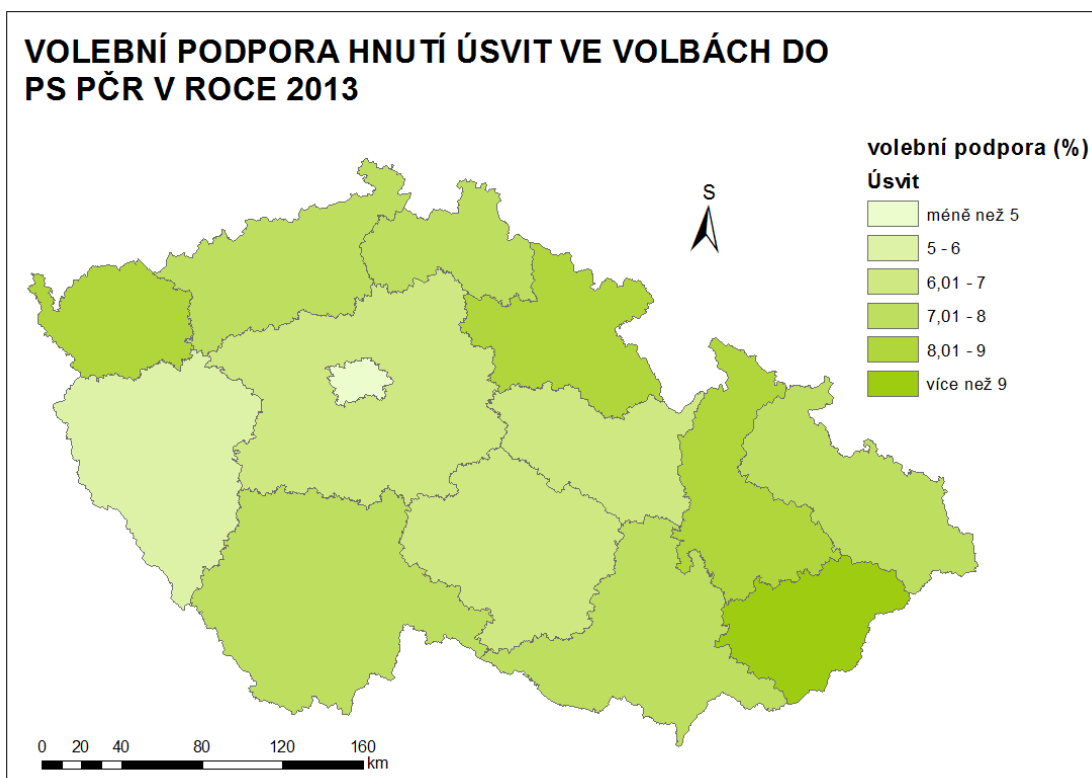 VOLEBNÍ PODPORA HNUTÍ ÚSVIT VE VOLBÁCH DO
PS PČR V ROCE 2013
volební podpora (%)
Úsvit
méně než 5
5 - 6
6,01 - 7
7,01 - 8
8,01 - 9
více než 9
S
0 20 40 80 120 160
km